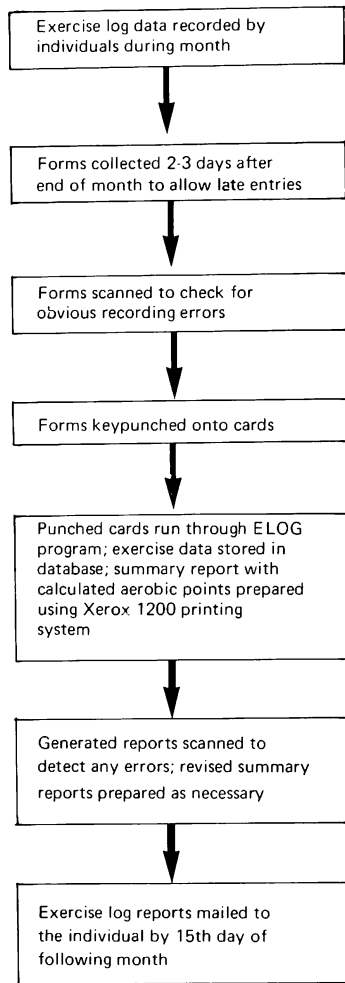 Exercise log data recorded by
individuals during month
Forms collected 2-3 days after
end of month to allow late entries
Forms scanned to check for
obvious recording errors
Forms keypunched onto cards
Punched cards run through ELOG
program; exercise data stored in
database; summary report with
calculated aerobic points prepared
using Xerox 1200 printing
system
Generated reports scanned to
detect any errors; revised summary
reports prepared as necessary
Exercise log reports mailed to
the individual by 15th day of
following month